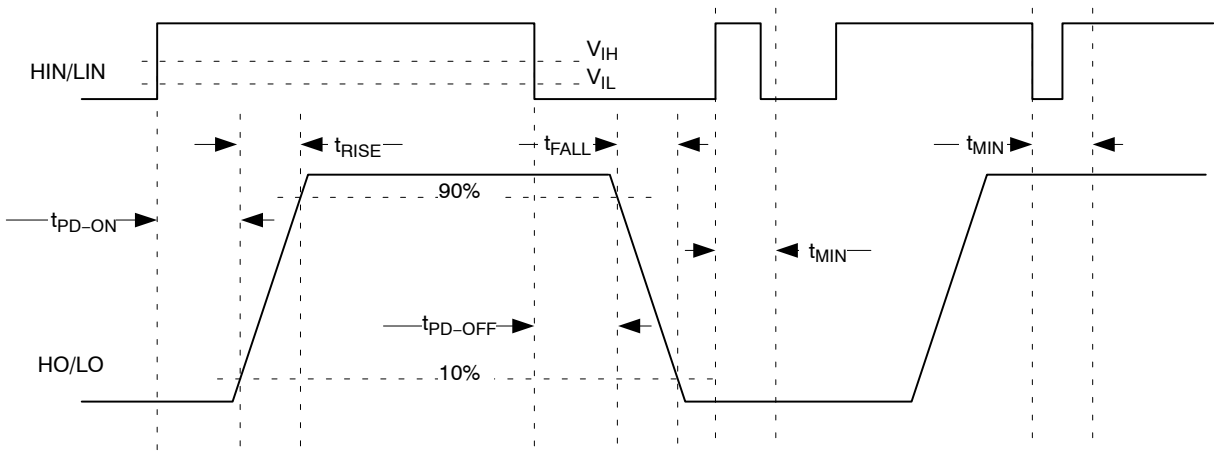 V_IH
HIN/LIN
V_IL
t_RISE
t_FALL
t_MIN
90%
t_PD−ON
t_MIN
t_PD−OFF
HO/LO
10%